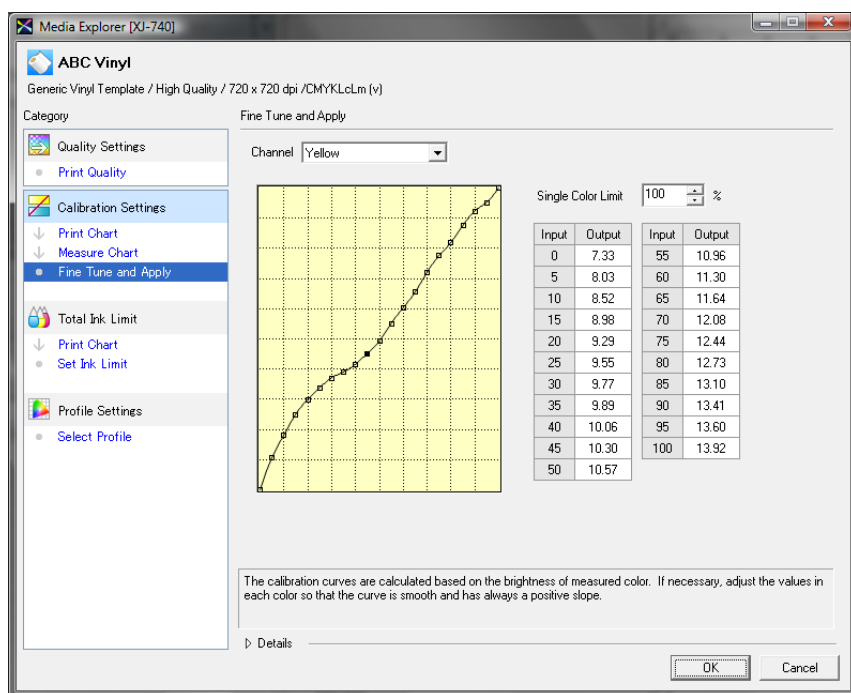 Media Explorer [XJ-740]
ABC Vinyl
Generic Vinyl Template / High Quality / 720 x 720 dpi /CMYKLcLm (v)
Category
Quality Settings
Print Quality
Calibration Settings
Print Chart
Measure Chart
Fine Tune and Apply
Total Ink Limit
Print Chart
Set Ink Limit
Profile Settings
Select Profile
Fine Tune and Apply
Channel Yellow
Single Color Limit 100 %
Input Output Input Output
0 7.33 55 10.96
5 8.03 60 11.30
10 8.52 65 11.64
15 8.98 70 12.08
20 9.29 75 12.44
25 9.55 80 12.73
30 9.77 85 13.10
35 9.89 90 13.41
40 10.06 95 13.60
45 10.30 100 13.92
50 10.57
The calibration curves are calculated based on the brightness of measured color. If necessary, adjust the values in
each color so that the curve is smooth and has always a positive slope.
Details
OK Cancel